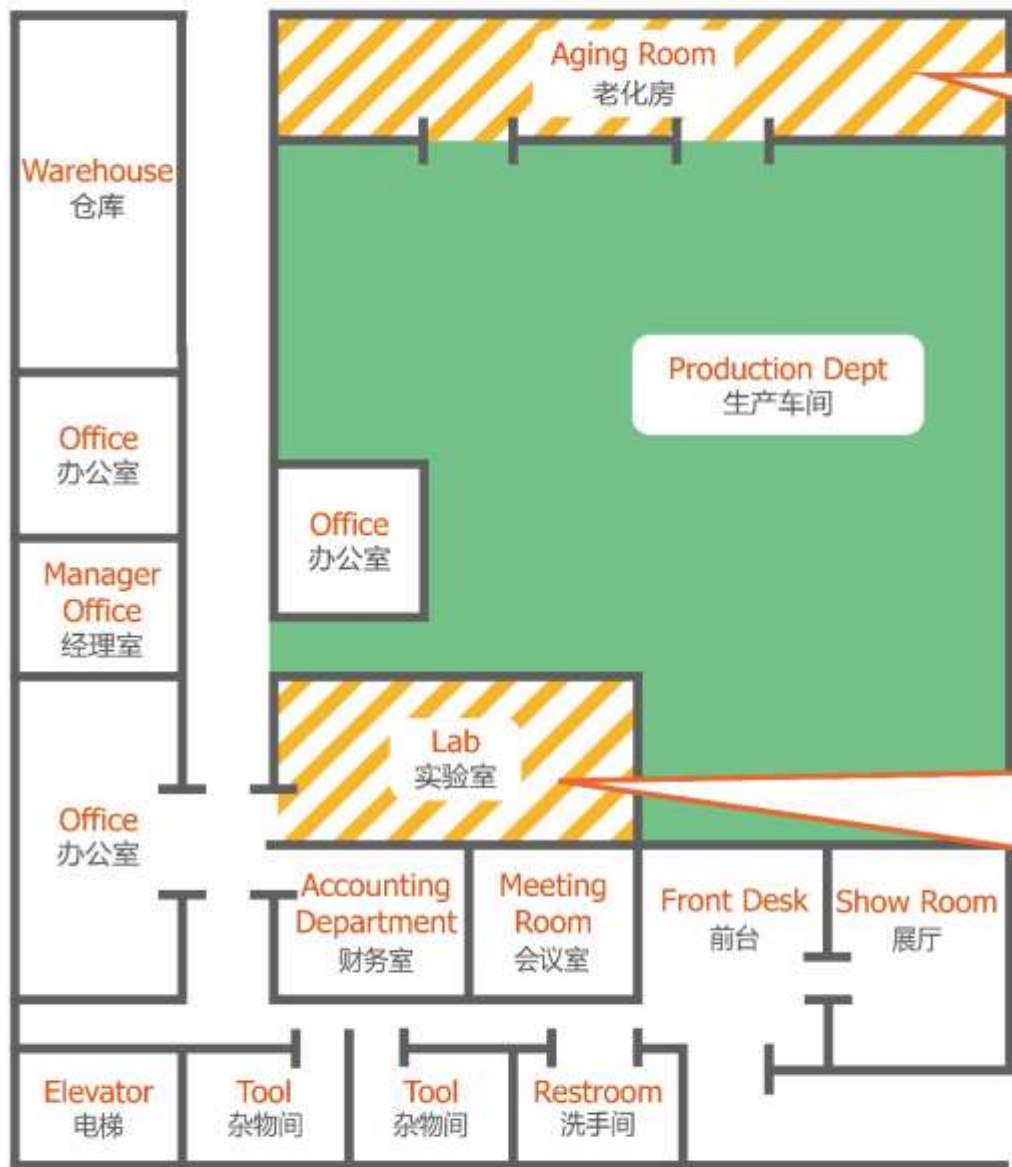 Aging Room
老化房
Warehouse
仓库
Production Dept
生产车间
Office
办公室
Office
办公室
Manager
Office
经理室
Lab
实验室
Office
办公室
Accounting
Department
财务室
Meeting
Room
会议室
Front Desk
前台
Show Room
展厅
Elevator
电梯
Tool
杂物间
Tool
杂物间
Restroom
洗手间